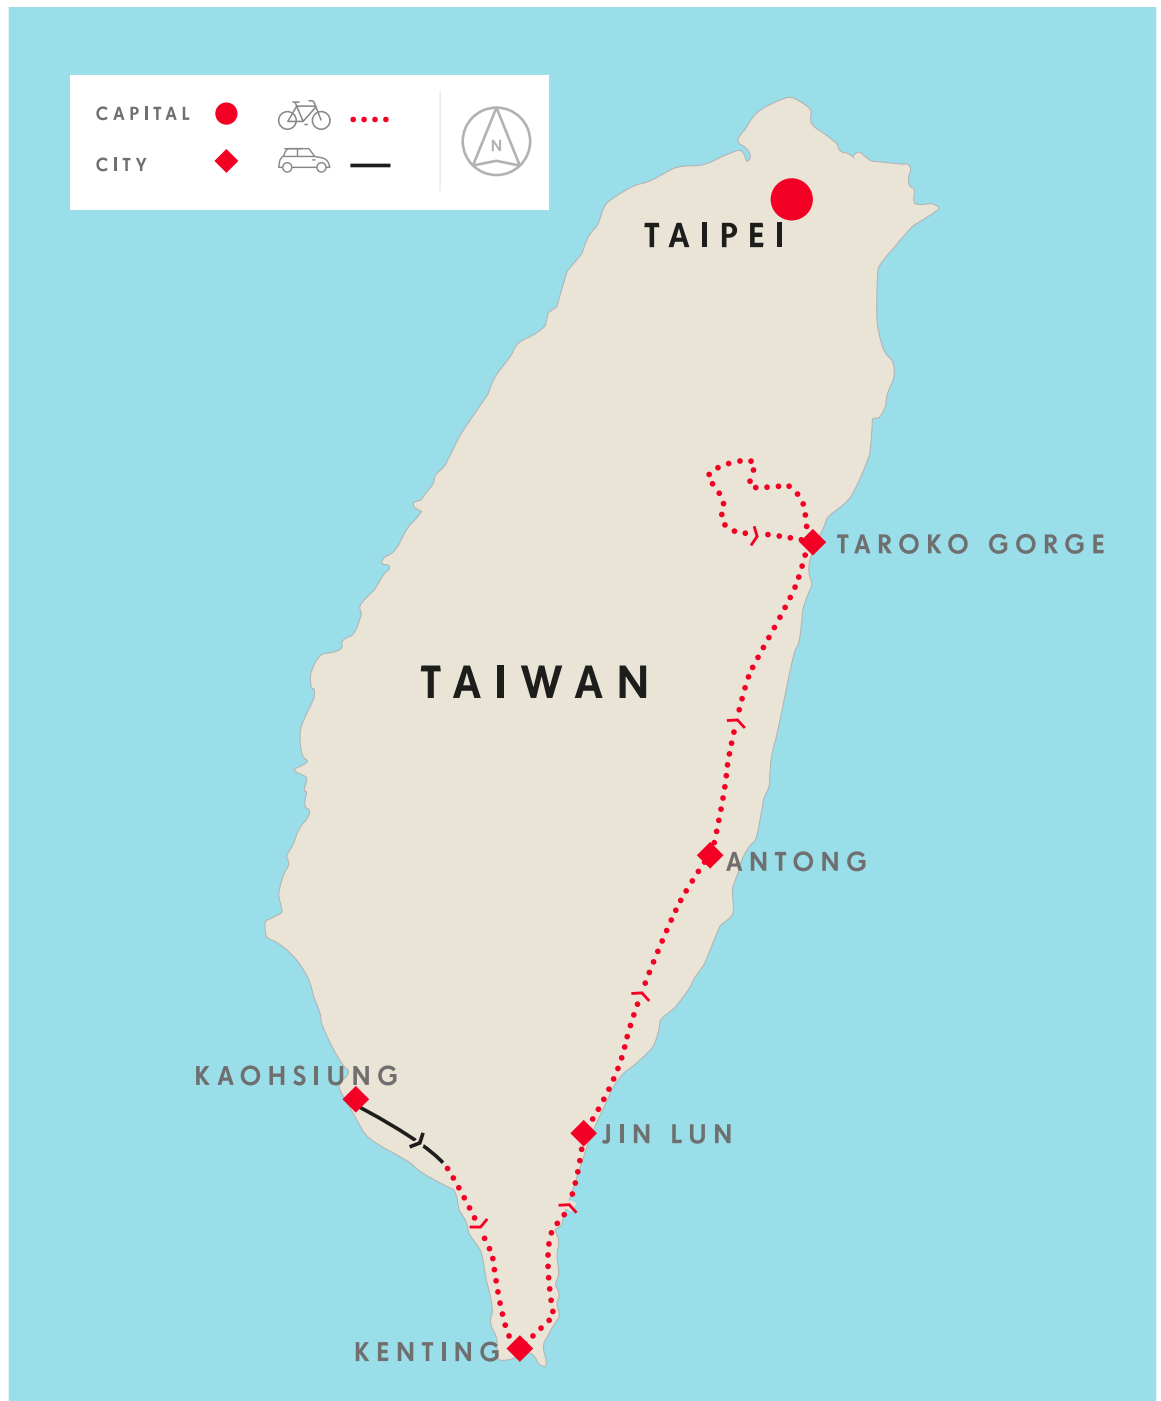 CAPITAL
CITY
N
TAIPEI
TAROKO GORGE
TAIWAN
ANTONG
KAOHSIUNG
JIN LUN
KENTING